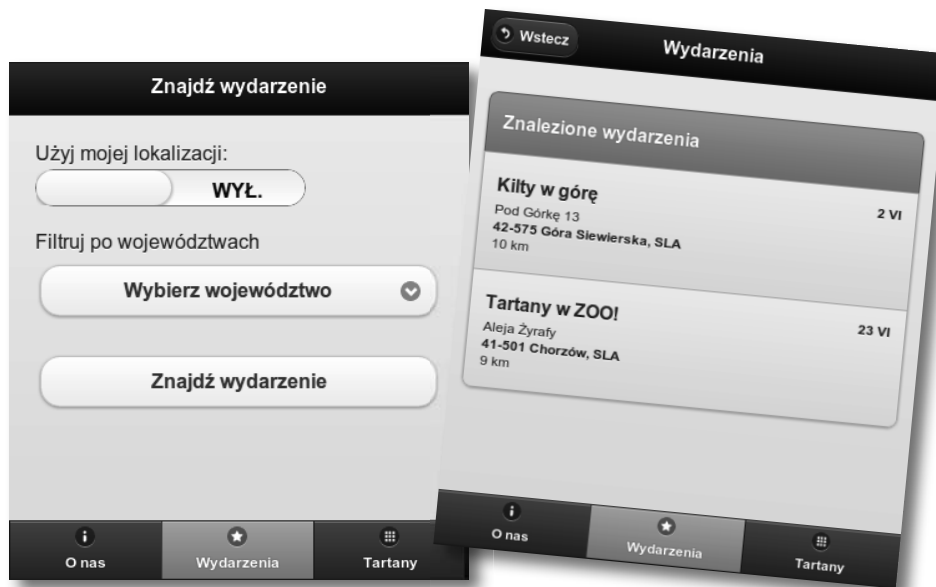 Znajdź wydarzenie
Użyj mojej lokalizacji:
WYŁ.
Filtruj po województwach
Wybierz województwo
Znajdź wydarzenie
O nas
Wydarzenia
Tartany
Wstecz
Wydarzenia
Znalezione wydarzenia
Kilty w górę
2 VI
Pod Górkę 13
42-575 Góra Siewierska, SLA
10 km
Tartany w ZOO!
23 VI
Aleja Żyrafy
41-501 Chorzów, SLA
9 km
O nas
Wydarzenia
Tartany